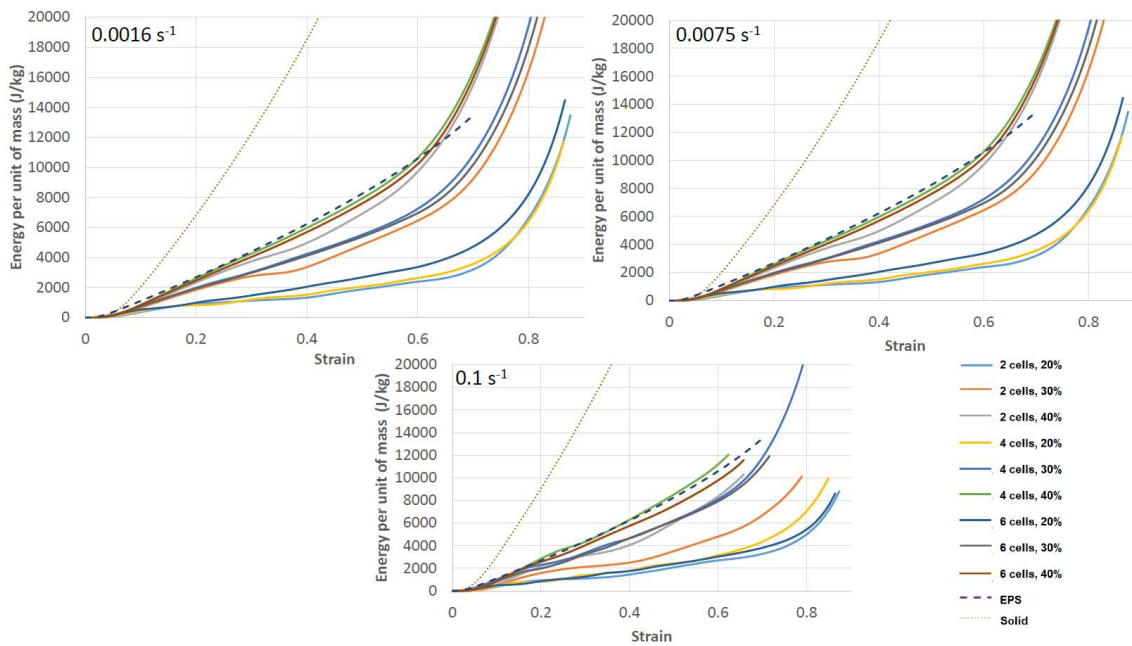 0.0016 s-1
Energy per unit of mass (J/kg)
20000
18000
16000
14000
12000
10000
8000
6000
4000
2000
0
0
0.2
0.4
0.6
0.8
Strain
0.0075 s-1
Energy per unit of mass (J/kg)
20000
18000
16000
14000
12000
10000
8000
6000
4000
2000
0
0
0.2
0.4
0.6
0.8
Strain
0.1 s-1
Energy per unit of mass (J/kg)
20000
18000
16000
14000
12000
10000
8000
6000
4000
2000
0
0
0.2
0.4
0.6
0.8
Strain
2 cells, 20%
2 cells, 30%
2 cells, 40%
4 cells, 20%
4 cells, 30%
4 cells, 40%
6 cells, 20%
6 cells, 30%
6 cells, 40%
EPS
Solid